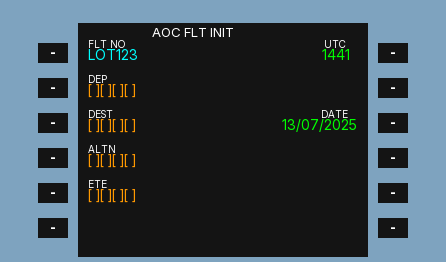 AOC FLT INIT
FLT NO UTC
LOT123 1441
DEP
[ ][ ][ ][ ]
DEST DATE
[ ][ ][ ][ ] 13/07/2025
ALTN
[ ][ ][ ][ ]
ETE
[ ][ ][ ][ ]